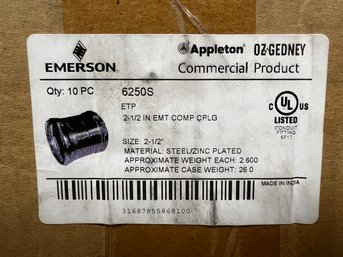 EMERSON
Appleton OZ-GEDNEY
Commercial Product
Qty: 10 PC 6250S
ETP
2-1/2 IN EMT COMP CPLG
C UL US
LISTED
CONDUIT
FITTING
SIZE: 2-1/2"
MATERIAL: STEEL/ZINC PLATED
APPROXIMATE WEIGHT EACH: 2.600
APPROXIMATE CASE WEIGHT: 26.0
MADE IN INDIA
31687855868100